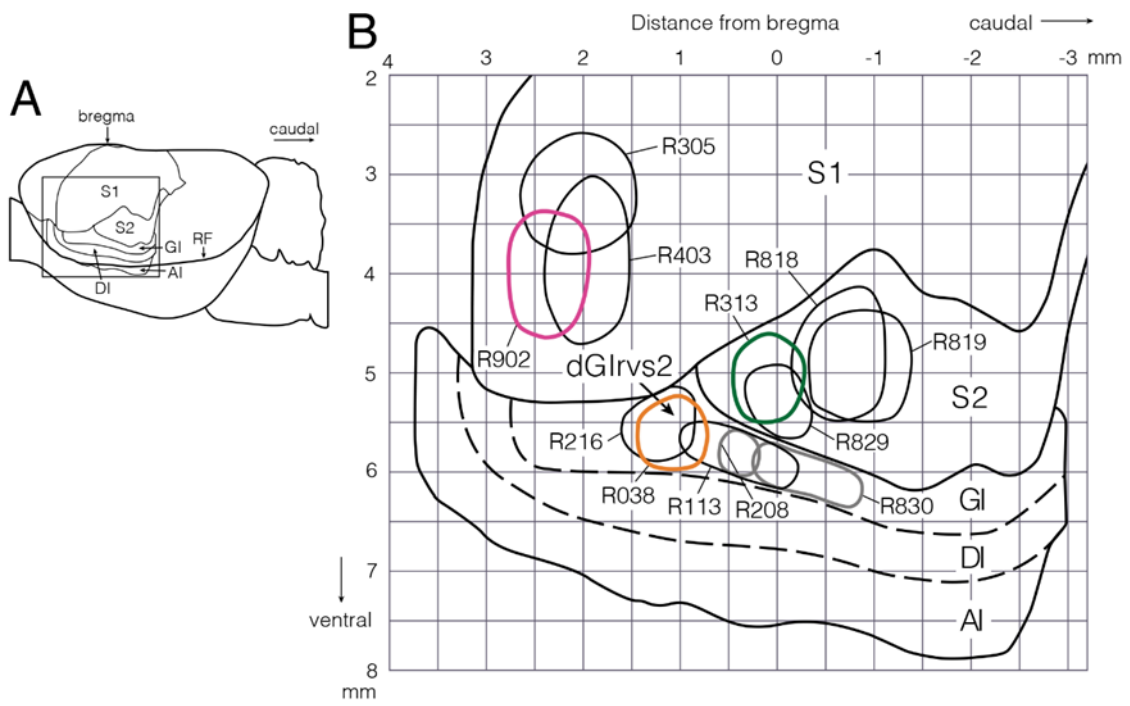 A
bregma
caudal
S1
S2
GI
RF
AI
DI
B
Distance from bregma
caudal
4 3 2 1 0 -1 -2 -3 mm
2
3
4
5
6
7
8
mm
ventral
R305
S1
R403
R818
R313
R902
R819
dGIrvs2
S2
R216
R829
R038
R113
R208
R830
GI
DI
AI